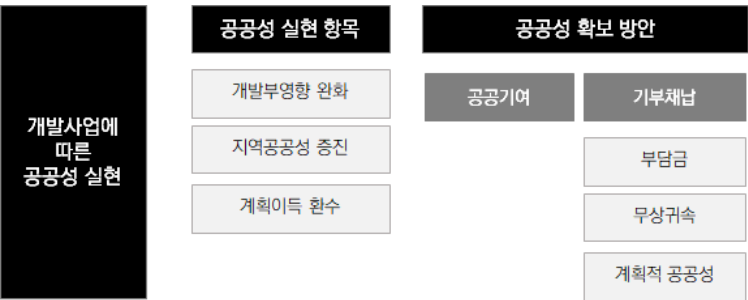 개발사업에
따른
공공성 실현
공공성 실현 항목
개발부영향 완화
지역공공성 증진
계획이득 환수
공공성 확보 방안
공공기여
기부채납
부담금
무상귀속
계획적 공공성